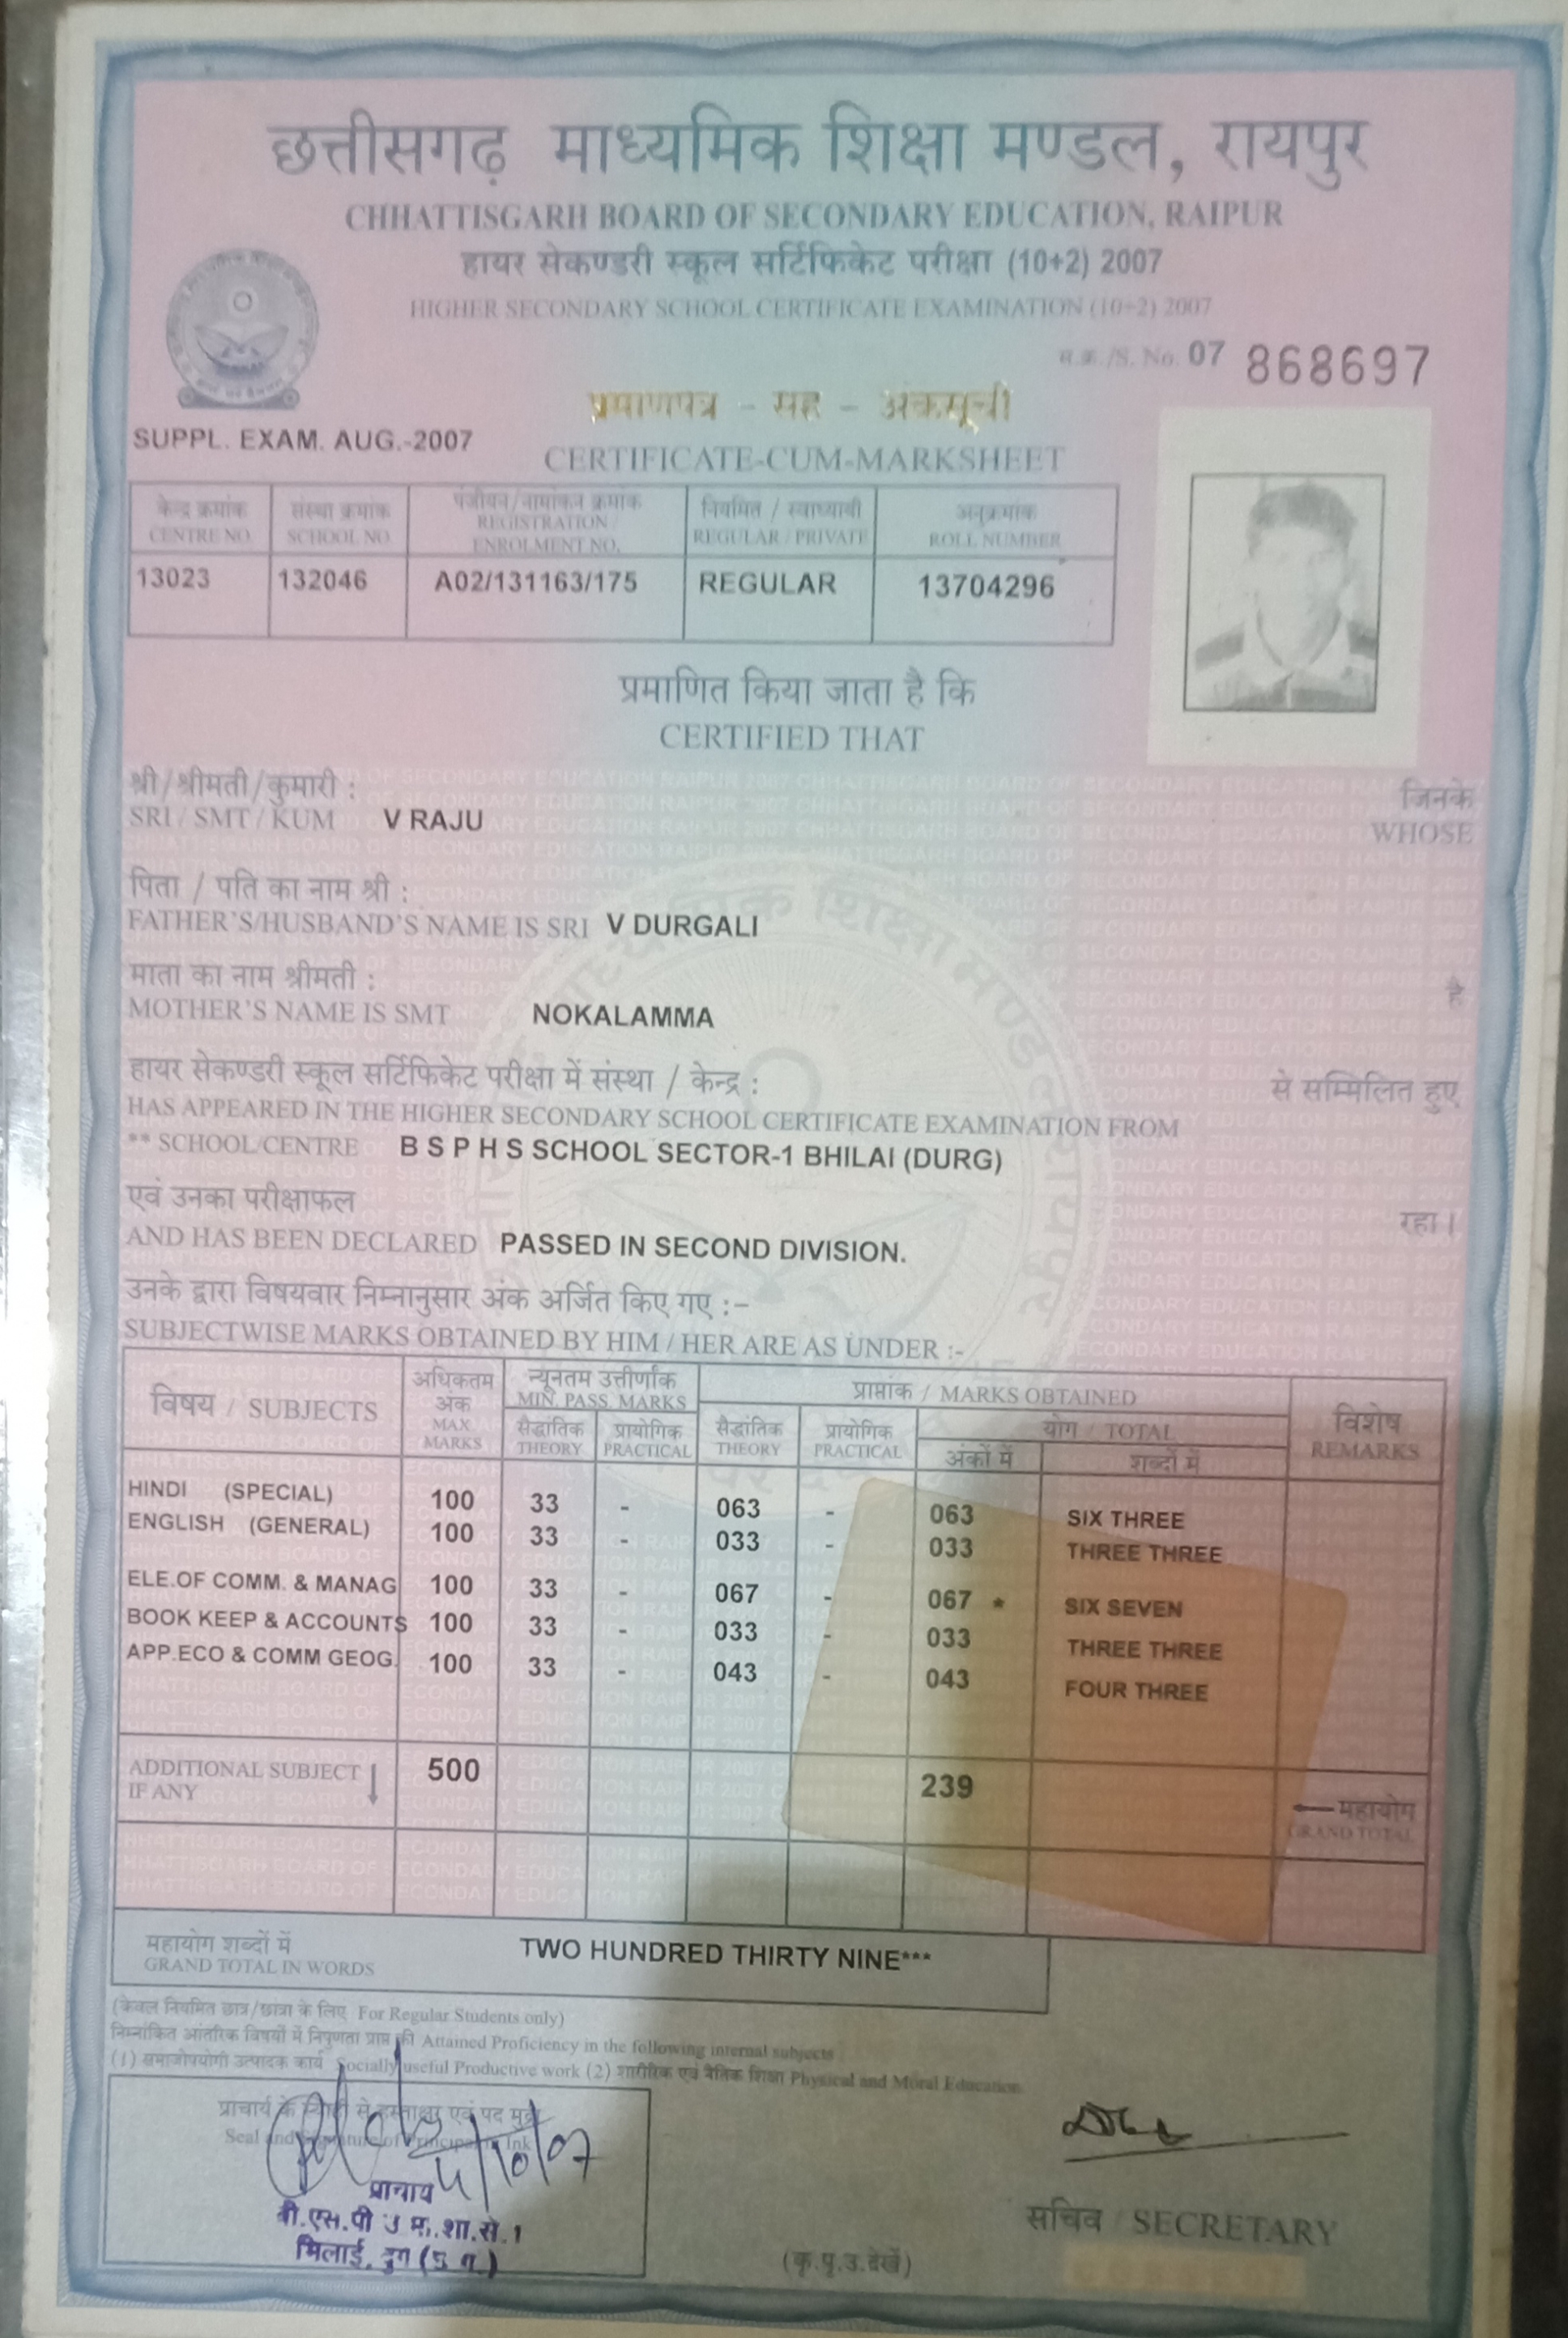 छत्तीसगढ़ माध्यमिक शिक्षा मण्डल, रायपुर
CHHATTISGARH BOARD OF SECONDARY EDUCATION, RAIPUR
हायर सेकण्डरी स्कूल सर्टिफिकेट परीक्षा (10+2) 2007
HIGHER SECONDARY SCHOOL CERTIFICATE EXAMINATION (10+2) 2007
स.क्र./S. No. 07 868697
प्रमाणपत्र - सह - अंकसूची
SUPPL. EXAM. AUG.-2007
CERTIFICATE-CUM-MARKSHEET
केन्द्र क्रमांक संस्था क्रमांक पंजीयन/नामांकन क्रमांक नियमित / स्वाध्यायी अनुक्रमांक
CENTRE NO. SCHOOL NO. REGISTRATION / ENROLMENT NO. REGULAR / PRIVATE ROLL NUMBER
13023 132046 A02/131163/175 REGULAR 13704296
प्रमाणित किया जाता है कि
CERTIFIED THAT
श्री/श्रीमती/कुमारी : जिनके
SRI / SMT / KUM V RAJU WHOSE
पिता / पति का नाम श्री :
FATHER'S/HUSBAND'S NAME IS SRI V DURGALI
माता का नाम श्रीमती : है
MOTHER'S NAME IS SMT NOKALAMMA
हायर सेकण्डरी स्कूल सर्टिफिकेट परीक्षा में संस्था / केन्द्र : से सम्मिलित हुए
HAS APPEARED IN THE HIGHER SECONDARY SCHOOL CERTIFICATE EXAMINATION FROM
** SCHOOL/CENTRE B S P H S SCHOOL SECTOR-1 BHILAI (DURG)
एवं उनका परीक्षाफल रहा।
AND HAS BEEN DECLARED PASSED IN SECOND DIVISION.
उनके द्वारा विषयवार निम्नानुसार अंक अर्जित किए गए :-
SUBJECTWISE MARKS OBTAINED BY HIM / HER ARE AS UNDER :-
विषय / SUBJECTS अधिकतम अंक MAX MARKS न्यूनतम उत्तीर्णांक MIN. PASS. MARKS प्राप्तांक / MARKS OBTAINED विशेष REMARKS
सैद्धांतिक THEORY प्रायोगिक PRACTICAL सैद्धांतिक THEORY प्रायोगिक PRACTICAL योग / TOTAL
अंकों में शब्दों में
HINDI (SPECIAL) 100 33 - 063 - 063 SIX THREE
ENGLISH (GENERAL) 100 33 - 033 - 033 THREE THREE
ELE.OF COMM. & MANAG 100 33 - 067 - 067 * SIX SEVEN
BOOK KEEP & ACCOUNTS 100 33 - 033 - 033 THREE THREE
APP.ECO & COMM GEOG. 100 33 - 043 - 043 FOUR THREE
ADDITIONAL SUBJECT IF ANY ↓ 500 239 ←महायोग GRAND TOTAL
महायोग शब्दों में
GRAND TOTAL IN WORDS TWO HUNDRED THIRTY NINE***
(केवल नियमित छात्र/छात्रा के लिए For Regular Students only)
निम्नांकित आंतरिक विषयों में निपुणता प्राप्त की Attained Proficiency in the following internal subjects
(1) समाजोपयोगी उत्पादक कार्य Socially useful Productive work (2) शारीरिक एवं नैतिक शिक्षा Physical and Moral Education
प्राचार्य के स्याही से हस्ताक्षर एवं पद मुद्रा
Seal and Signature of Principal in Ink
4/10/07
प्राचार्य
बी.एस.पी उ.मा.शा.से.1
भिलाई, दुर्ग (छ.ग.)
सचिव / SECRETARY
(कृ.पृ.उ.देखें)